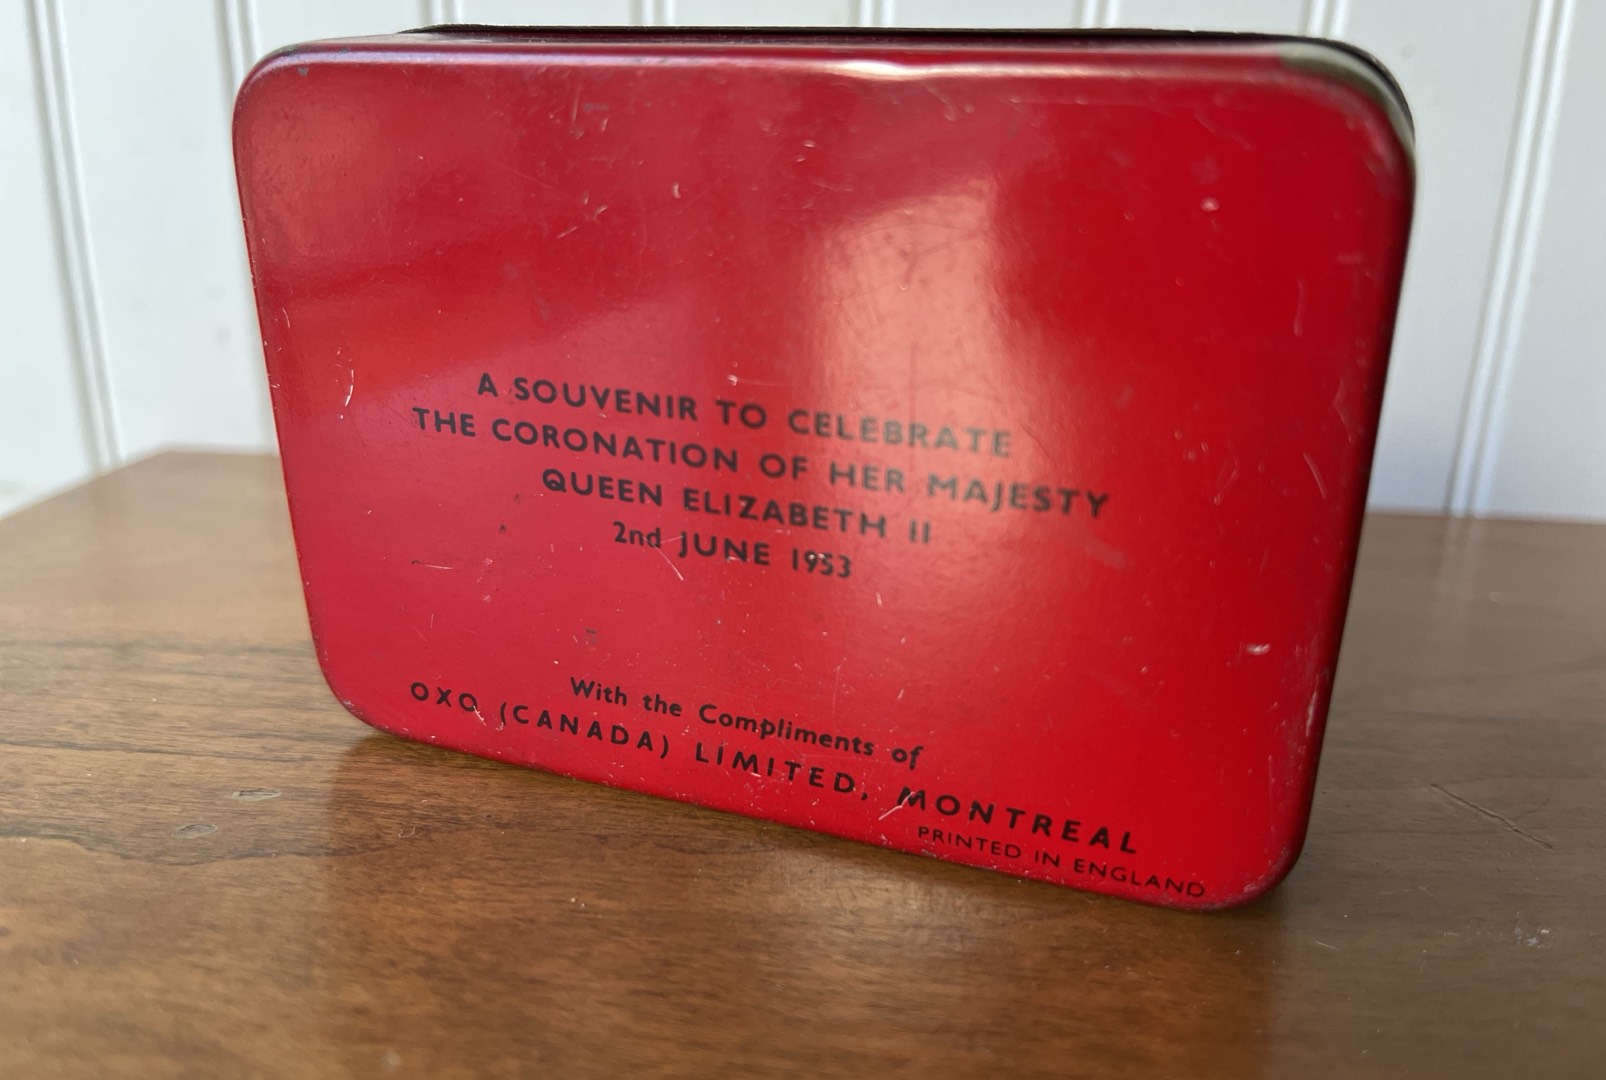 A SOUVENIR TO CELEBRATE
THE CORONATION OF HER MAJESTY
QUEEN ELIZABETH II
2nd JUNE 1953
With the Compliments of
OXO (CANADA) LIMITED, MONTREAL
PRINTED IN ENGLAND